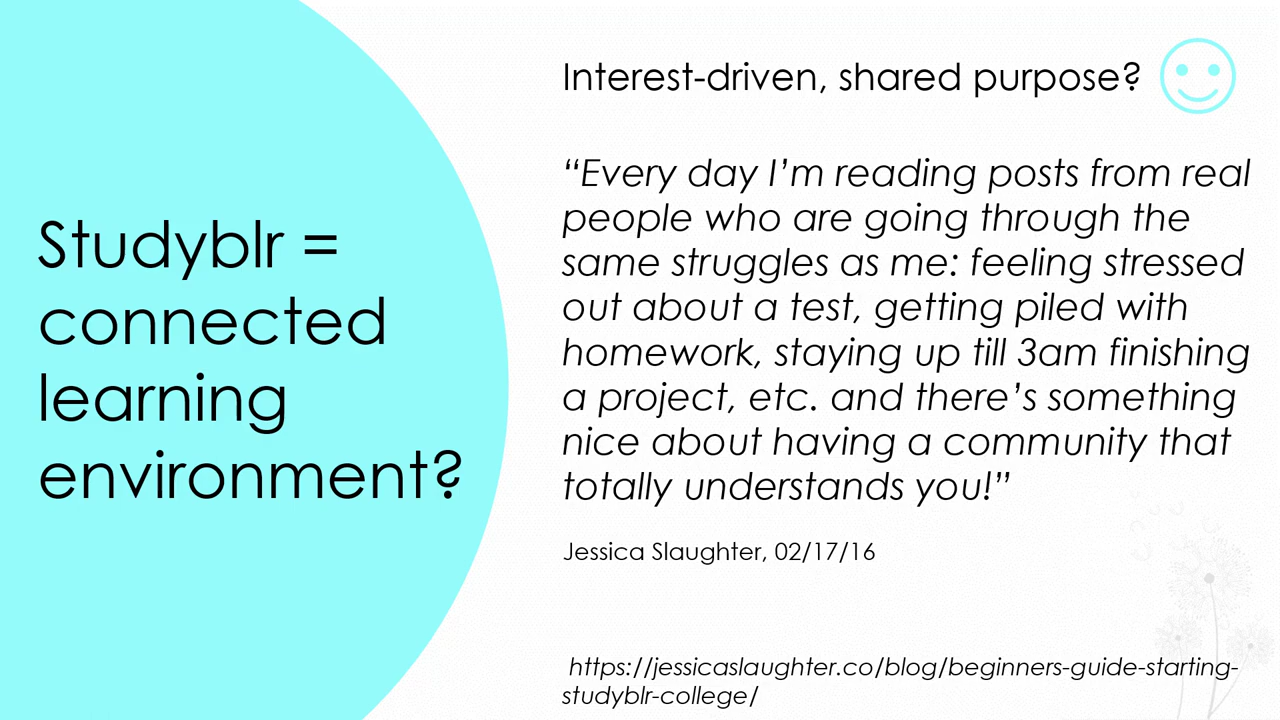 Studyblr =
connected
learning
environment?
Interest-driven, shared purpose?
“Every day I’m reading posts from real
people who are going through the
same struggles as me: feeling stressed
out about a test, getting piled with
homework, staying up till 3am finishing
a project, etc. and there’s something
nice about having a community that
totally understands you!”
Jessica Slaughter, 02/17/16
https://jessicaslaughter.co/blog/beginners-guide-starting-
studyblr-college/